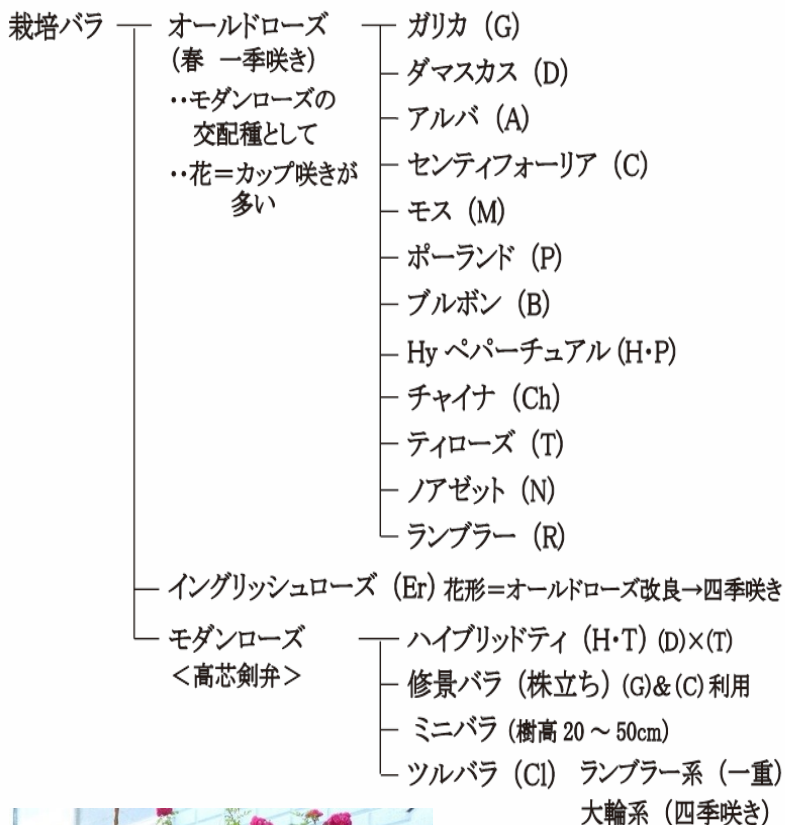 栽培バラ
オールドローズ
(春 一季咲き)
‥モダンローズの
交配種として
‥花=カップ咲きが
多い
ガリカ (G)
ダマスカス (D)
アルバ (A)
センティフォーリア (C)
モス (M)
ポーランド (P)
ブルボン (B)
Hy ペパーチュアル (H・P)
チャイナ (Ch)
ティローズ (T)
ノアゼット (N)
ランブラー (R)
イングリッシュローズ (Er) 花形=オールドローズ改良→四季咲き
モダンローズ
<高芯剣弁>
ハイブリッドティ (H・T) (D)×(T)
修景バラ (株立ち) (G)&(C) 利用
ミニバラ (樹高 20 ~ 50cm)
ツルバラ (Cl) ランブラー系 (一重)
大輪系 (四季咲き)